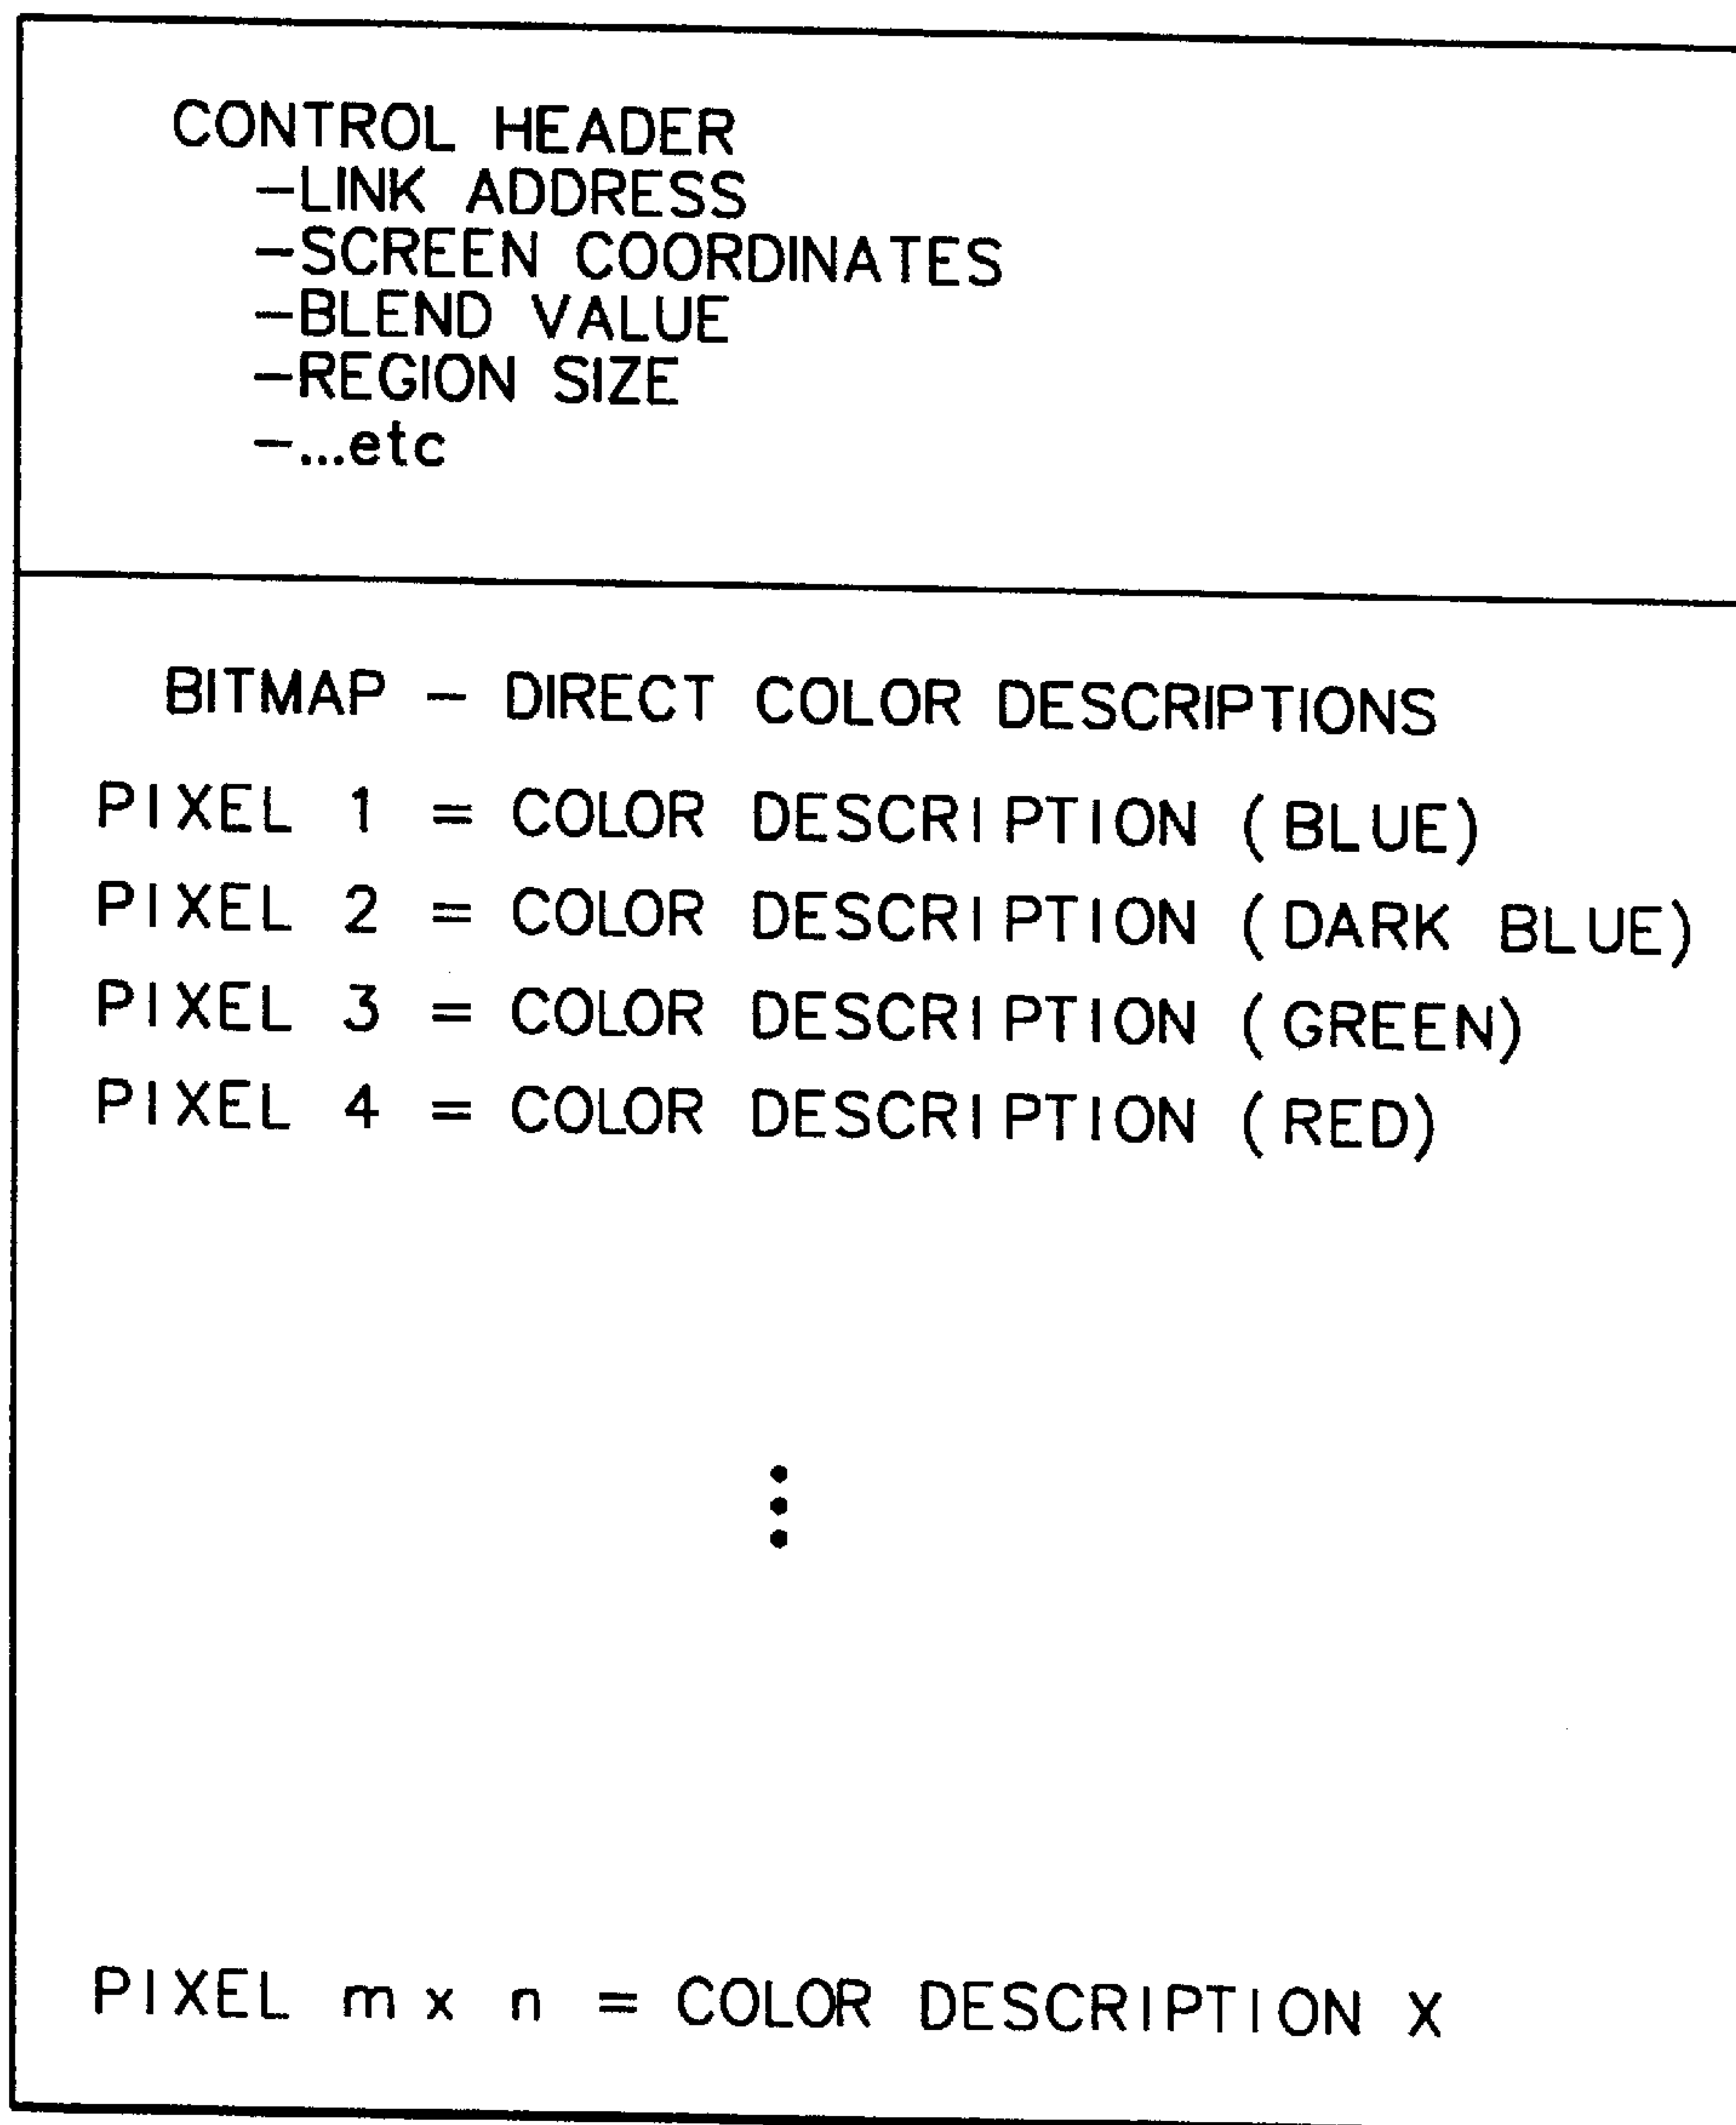 CONTROL HEADER
-LINK ADDRESS
-SCREEN COORDINATES
-BLEND VALUE
-REGION SIZE
-...etc
BITMAP - DIRECT COLOR DESCRIPTIONS
PIXEL 1 = COLOR DESCRIPTION (BLUE)
PIXEL 2 = COLOR DESCRIPTION (DARK BLUE)
PIXEL 3 = COLOR DESCRIPTION (GREEN)
PIXEL 4 = COLOR DESCRIPTION (RED)
PIXEL m x n = COLOR DESCRIPTION X